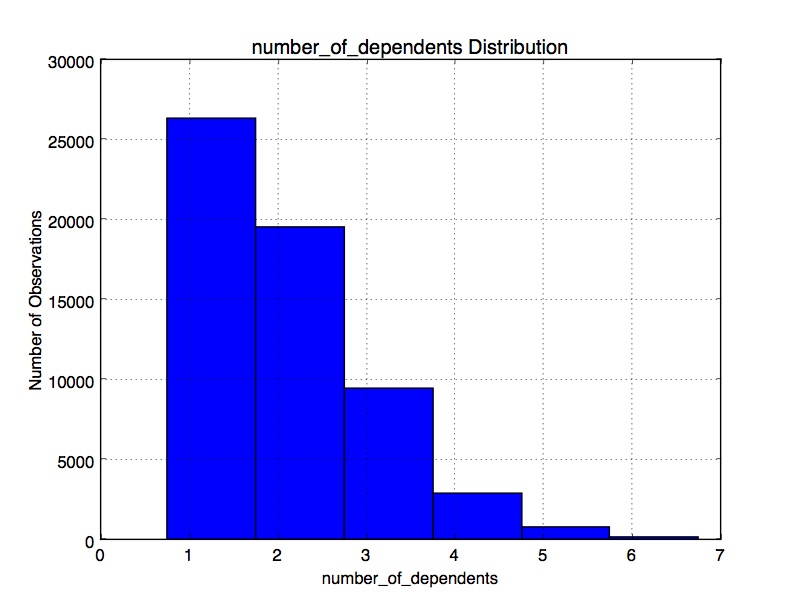 number_of_dependents Distribution
30000
25000
20000
15000
10000
5000
0
Number of Observations
0 1 2 3 4 5 6 7
number_of_dependents